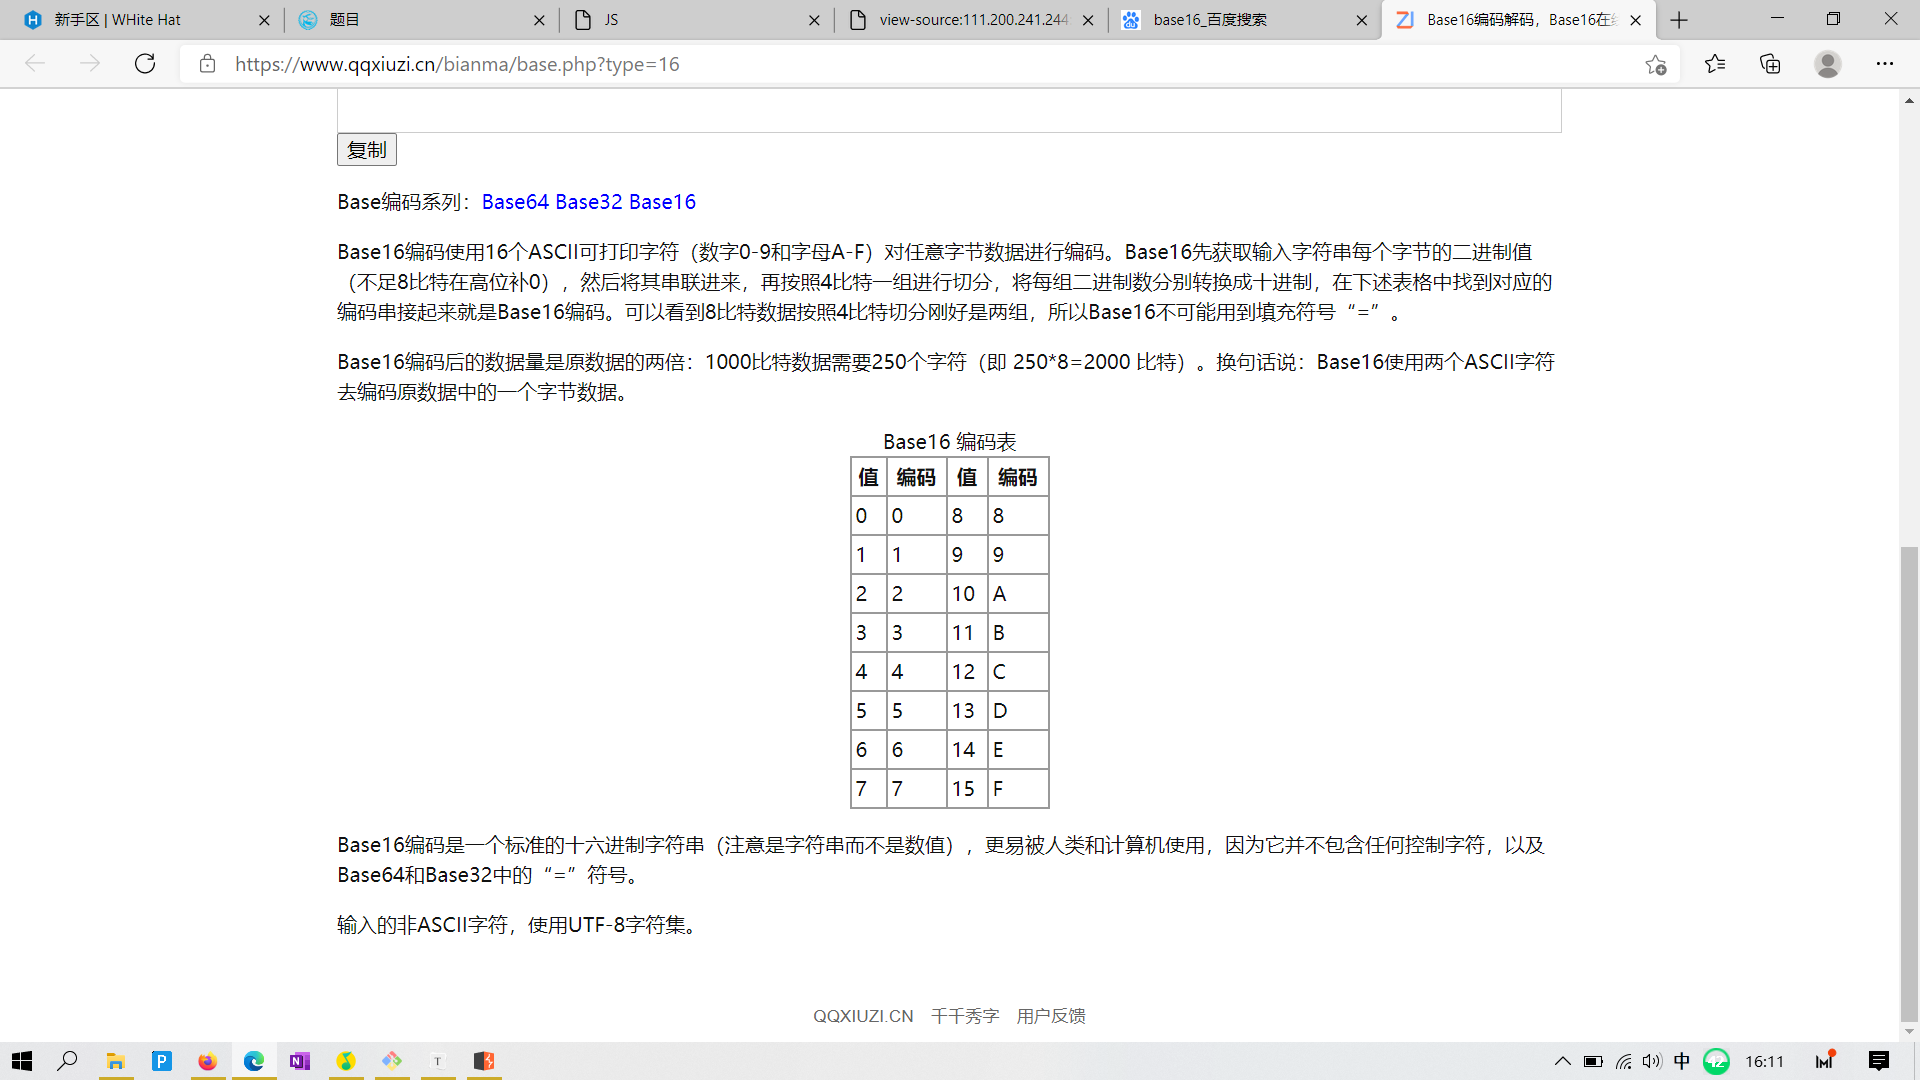 新手区 | WHite Hat
题目
JS
view-source:111.200.241.244
base16_百度搜索
Base16编码解码，Base16在线
https://www.qqxiuzi.cn/bianma/base.php?type=16
复制
Base编码系列：Base64 Base32 Base16
Base16编码使用16个ASCII可打印字符（数字0-9和字母A-F）对任意字节数据进行编码。Base16先获取输入字符串每个字节的二进制值
（不足8比特在高位补0），然后将其串联进来，再按照4比特一组进行切分，将每组二进制数分别转换成十进制，在下述表格中找到对应的
编码串接起来就是Base16编码。可以看到8比特数据按照4比特切分刚好是两组，所以Base16不可能用到填充符号“=”。
Base16编码后的数据量是原数据的两倍：1000比特数据需要250个字符（即 250*8=2000 比特）。换句话说：Base16使用两个ASCII字符
去编码原数据中的一个字节数据。
Base16 编码表
值 编码 值 编码
0 0 8 8
1 1 9 9
2 2 10 A
3 3 11 B
4 4 12 C
5 5 13 D
6 6 14 E
7 7 15 F
Base16编码是一个标准的十六进制字符串（注意是字符串而不是数值），更易被人类和计算机使用，因为它并不包含任何控制字符，以及
Base64和Base32中的“=”符号。
输入的非ASCII字符，使用UTF-8字符集。
QQXIUZI.CN 千千秀字 用户反馈
中 42 16:11